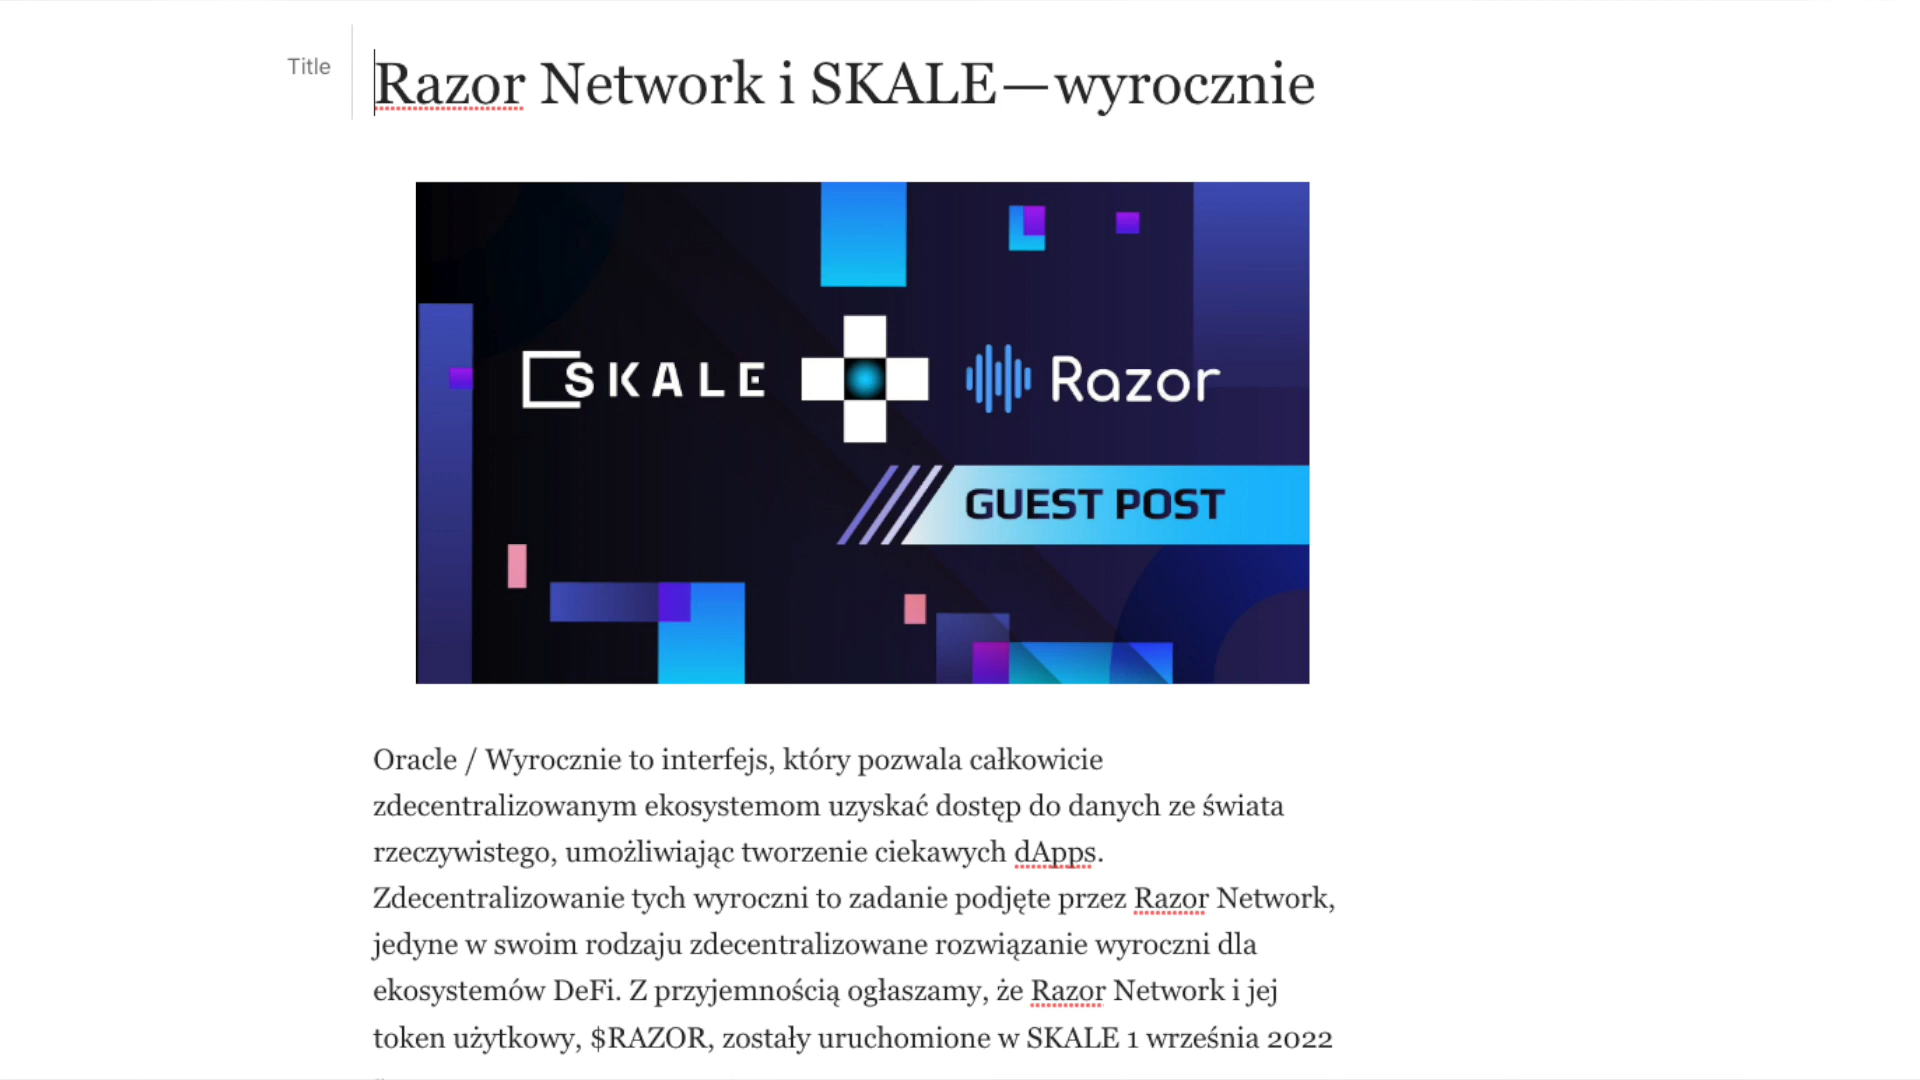 Title
Razor Network i SKALE—wyrocznie
SKALE
Razor
GUEST POST
Oracle / Wyrocznie to interfejs, który pozwala całkowicie
zdecentralizowanym ekosystemom uzyskać dostęp do danych ze świata
rzeczywistego, umożliwiając tworzenie ciekawych dApps.
Zdecentralizowanie tych wyroczni to zadanie podjęte przez Razor Network,
jedyne w swoim rodzaju zdecentralizowane rozwiązanie wyroczni dla
ekosystemów DeFi. Z przyjemnością ogłaszamy, że Razor Network i jej
token użytkowy, $RAZOR, zostały uruchomione w SKALE 1 września 2022